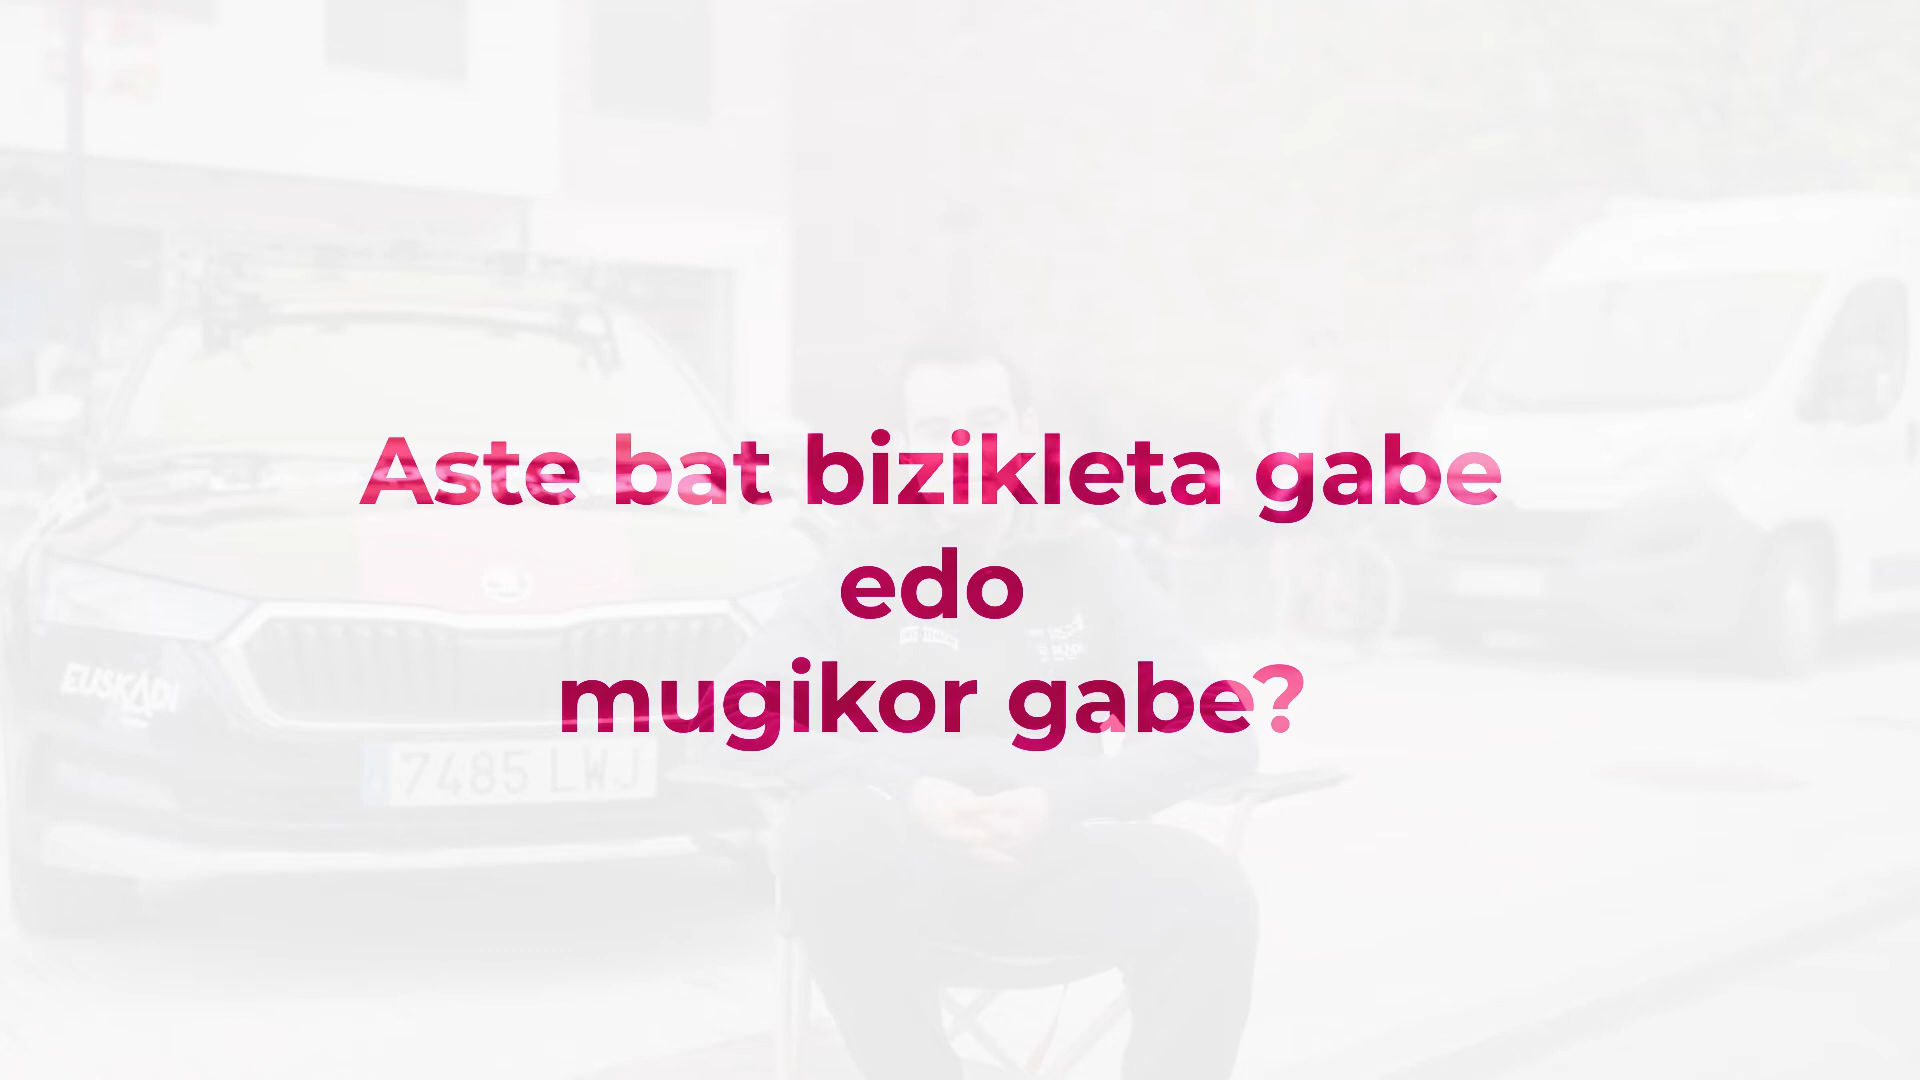 Aste bat bizikleta gabe
edo
mugikor gabe?
EUSKADI
7485 LWJ